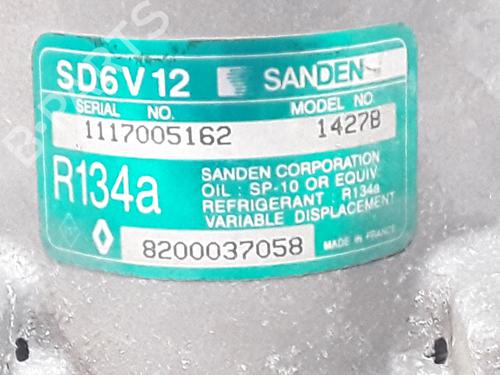 SD6V12 SANDEN
SERIAL NO. MODEL NO.
1117005162 1427B
R134a
SANDEN CORPORATION
OIL : SP-10 OR EQUIV.
REFRIGERANT : R134a
VARIABLE DISPLACEMENT
MADE IN FRANCE
8200037058
B-PARTS